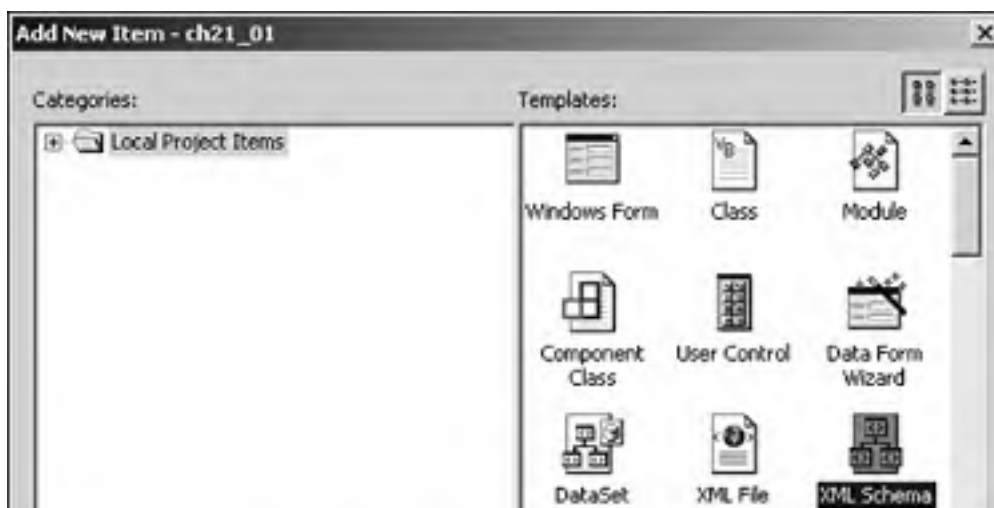 Add New Item - ch21_01
Categories:
Templates:
Local Project Items
Windows Form
Class
Module
Component
Class
User Control
Data Form
Wizard
DataSet
XML File
XML Schema